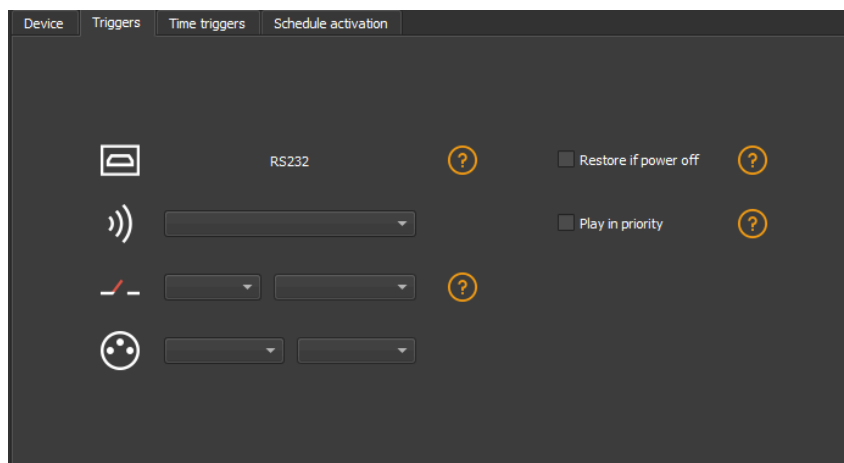 Device Triggers Time triggers Schedule activation
RS232 ? Restore if power off ?
Play in priority ?
?